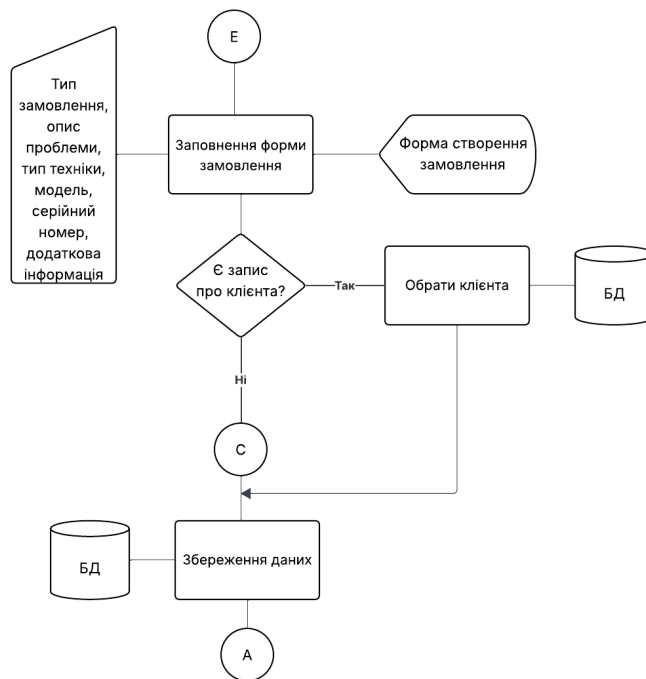 E
Тип
замовлення,
опис
проблеми,
тип техніки,
модель,
серійний
номер,
додаткова
інформація
Заповнення форми
замовлення
Форма створення
замовлення
Є запис
про клієнта?
Так
Обрати клієнта
БД
Ні
C
БД
Збереження даних
A